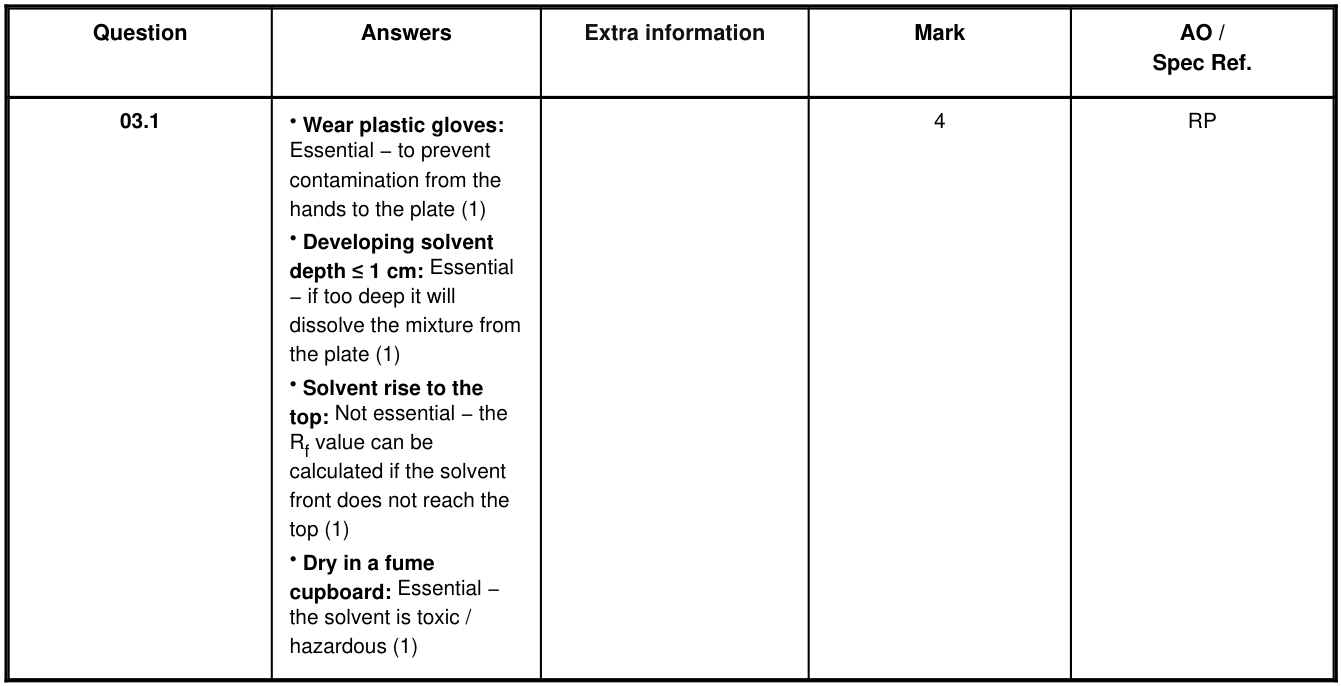 Question Answers Extra information Mark AO /
Spec Ref.
03.1 • Wear plastic gloves: 4 RP
Essential – to prevent
contamination from the
hands to the plate (1)
• Developing solvent
depth ≤ 1 cm: Essential
– if too deep it will
dissolve the mixture from
the plate (1)
• Solvent rise to the
top: Not essential – the
Rf value can be
calculated if the solvent
front does not reach the
top (1)
• Dry in a fume
cupboard: Essential –
the solvent is toxic /
hazardous (1)